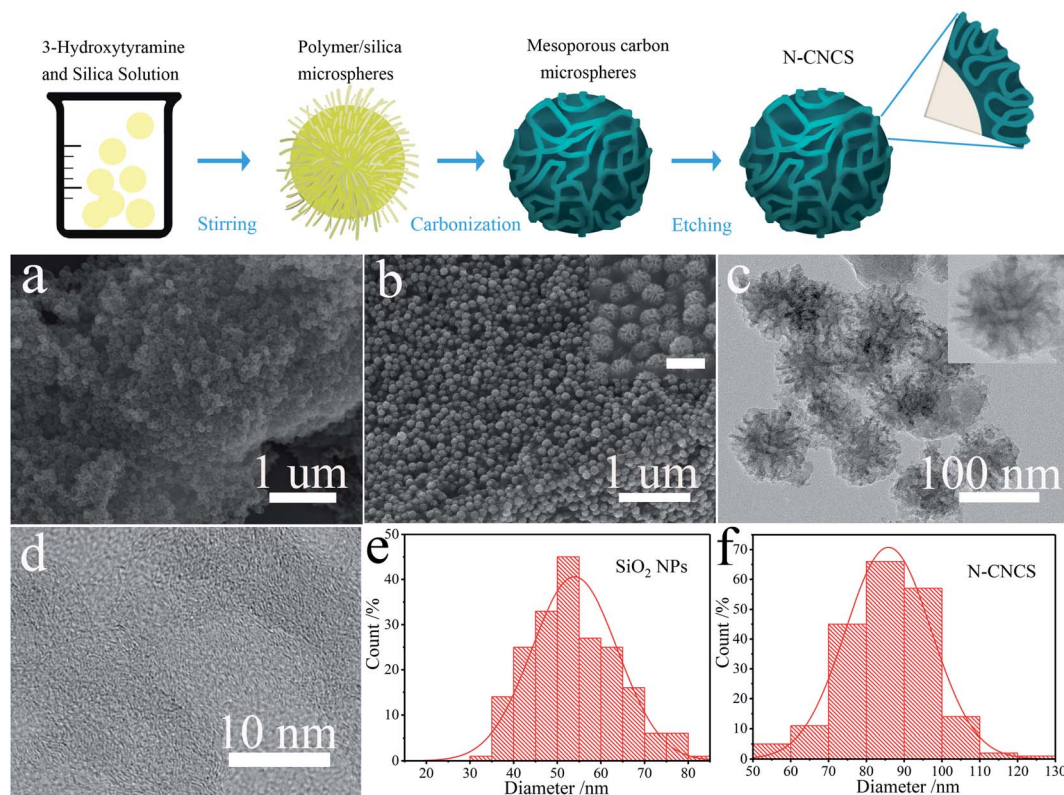 3-Hydroxytyramine
and Silica Solution
Polymer/silica
microspheres
Mesoporous carbon
microspheres
N-CNCS
Stirring
Carbonization
Etching
a
1 um
b
1 um
c
100 nm
d
10 nm
e
SiO₂ NPs
Count /%
50
40
30
20
10
0
20 30 40 50 60 70 80
Diameter /nm
f
N-CNCS
Count /%
70
60
50
40
30
20
10
0
50 60 70 80 90 100 110 120 130
Diameter /nm